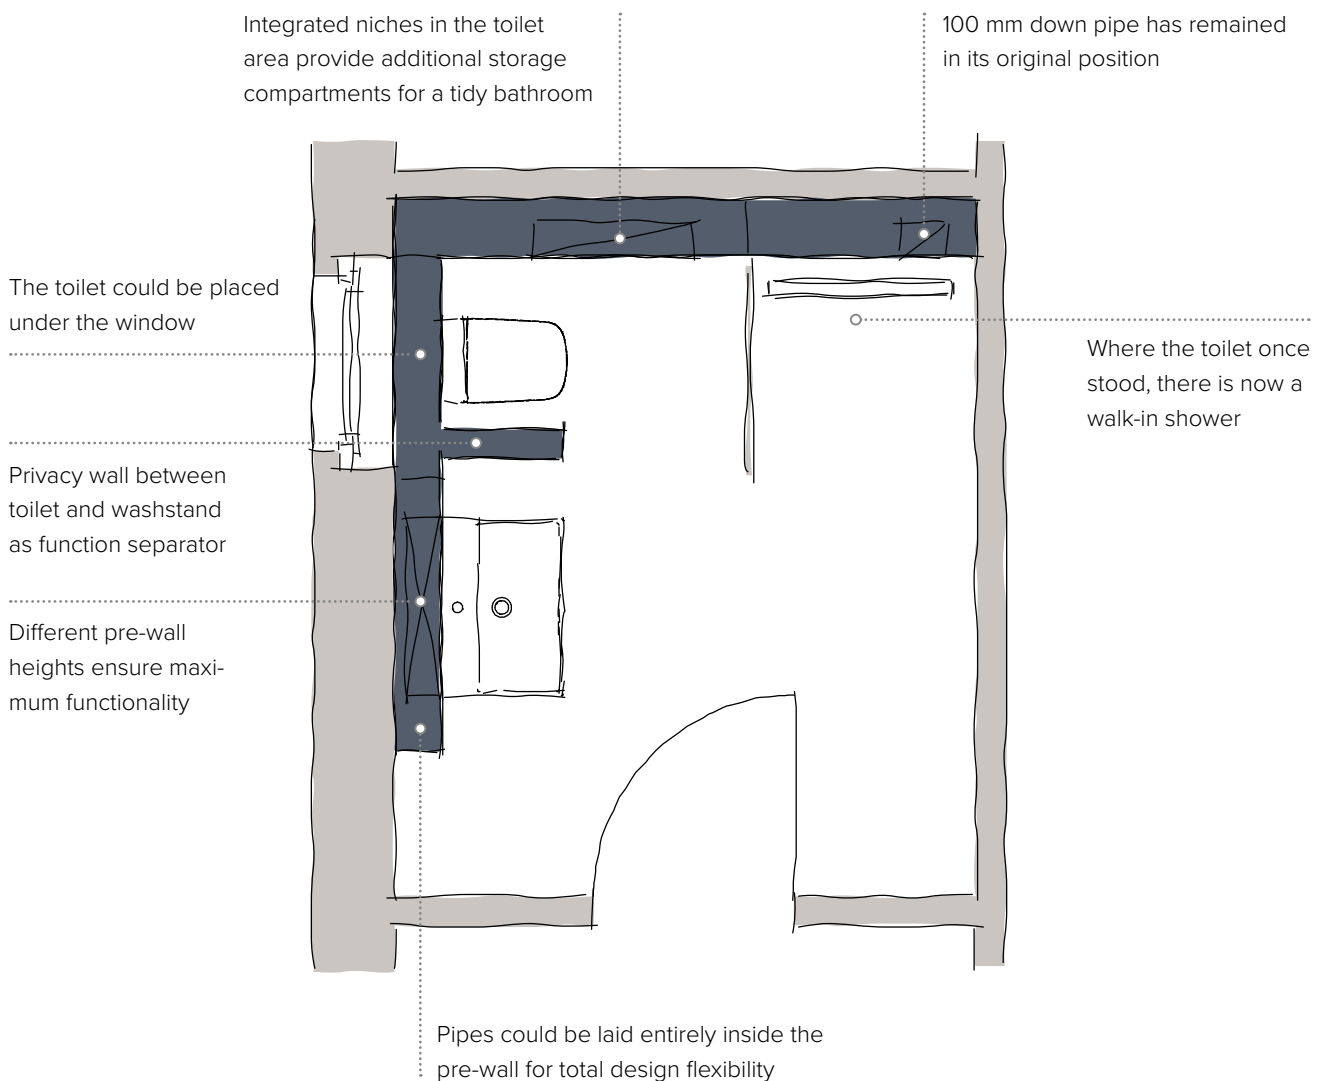 Integrated niches in the toilet
area provide additional storage
compartments for a tidy bathroom
100 mm down pipe has remained
in its original position
The toilet could be placed
under the window
Where the toilet once
stood, there is now a
walk-in shower
Privacy wall between
toilet and washstand
as function separator
Different pre-wall
heights ensure maxi-
mum functionality
Pipes could be laid entirely inside the
pre-wall for total design flexibility